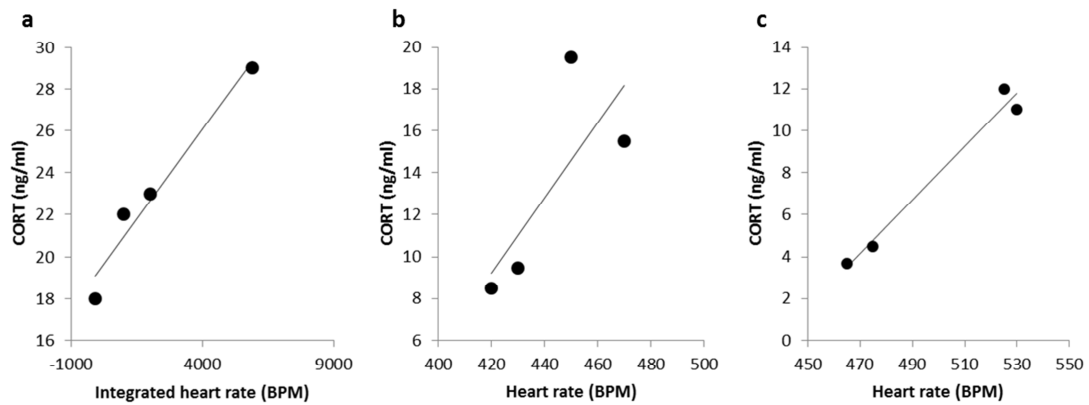 a
30
28
26
24
22
20
18
16
CORT (ng/ml)
-1000 4000 9000
Integrated heart rate (BPM)
b
20
18
16
14
12
10
8
6
CORT (ng/ml)
400 420 440 460 480 500
Heart rate (BPM)
c
14
12
10
8
6
4
2
0
CORT (ng/ml)
450 470 490 510 530 550
Heart rate (BPM)